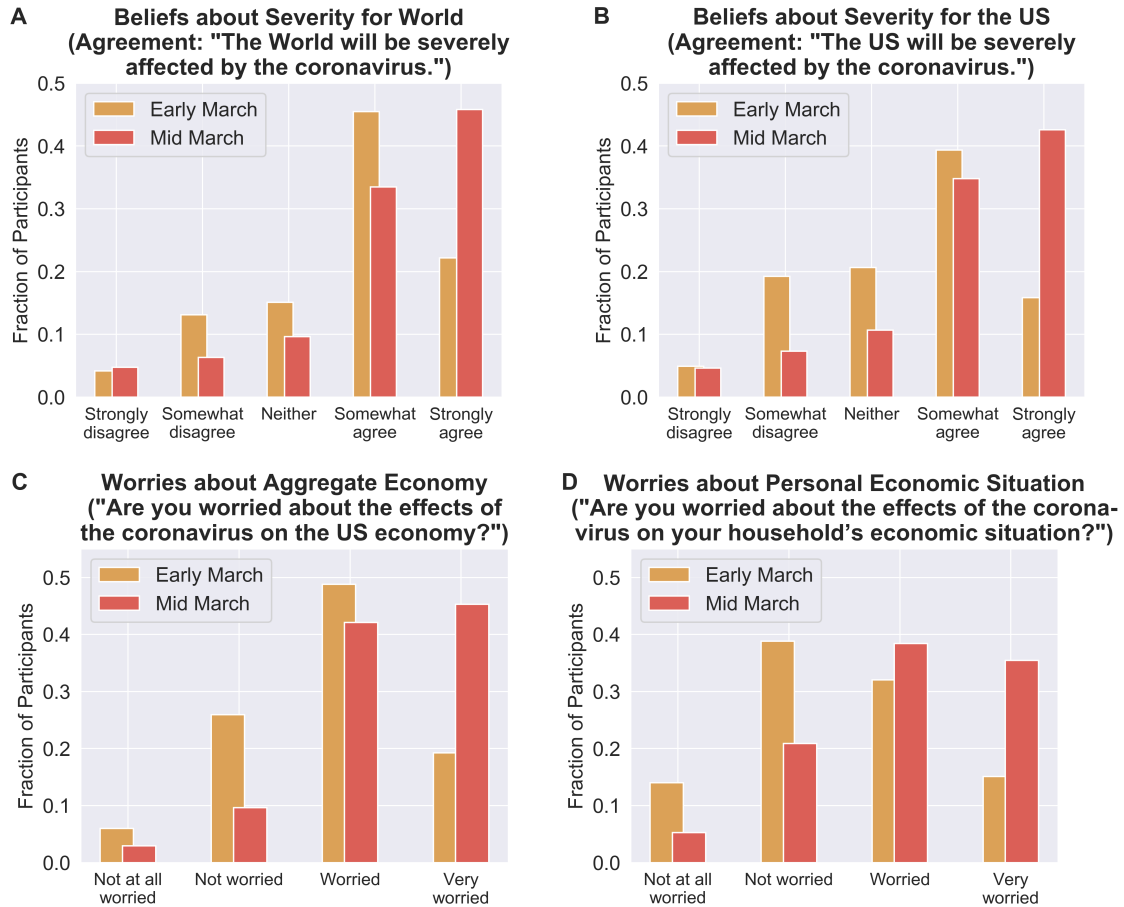 A
Beliefs about Severity for World
(Agreement: "The World will be severely
affected by the coronavirus.")
Fraction of Participants
0.5
0.4
0.3
0.2
0.1
0.0
Early March
Mid March
Strongly disagree
Somewhat disagree
Neither
Somewhat agree
Strongly agree
B
Beliefs about Severity for the US
(Agreement: "The US will be severely
affected by the coronavirus.")
Fraction of Participants
0.5
0.4
0.3
0.2
0.1
0.0
Early March
Mid March
Strongly disagree
Somewhat disagree
Neither
Somewhat agree
Strongly agree
C
Worries about Aggregate Economy
("Are you worried about the effects of
the coronavirus on the US economy?")
Fraction of Participants
0.5
0.4
0.3
0.2
0.1
0.0
Early March
Mid March
Not at all worried
Not worried
Worried
Very worried
D
Worries about Personal Economic Situation
("Are you worried about the effects of the corona-
virus on your household’s economic situation?")
Fraction of Participants
0.5
0.4
0.3
0.2
0.1
0.0
Early March
Mid March
Not at all worried
Not worried
Worried
Very worried